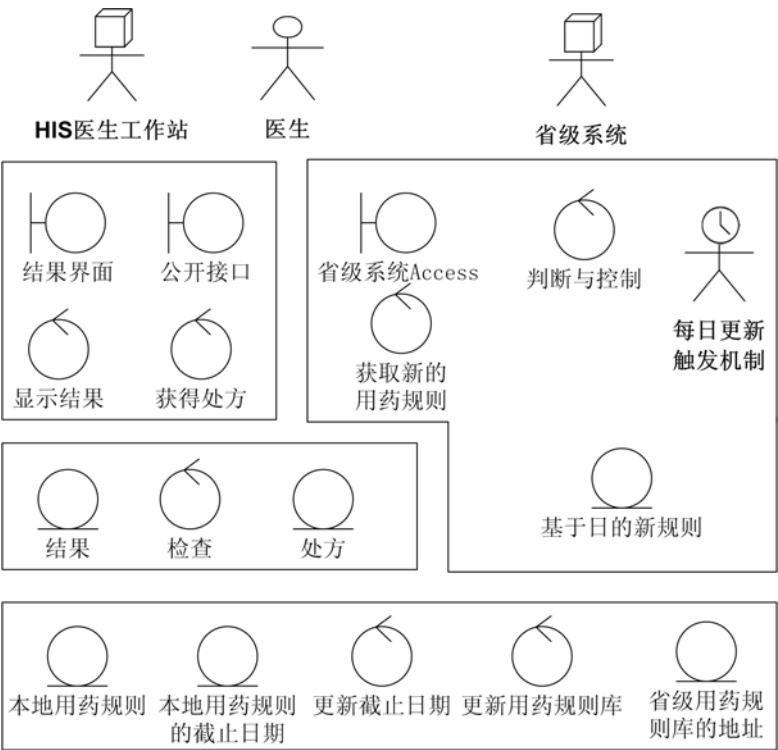 HIS医生工作站
医生
省级系统
结果界面
公开接口
省级系统Access
判断与控制
每日更新
触发机制
显示结果
获得处方
获取新的
用药规则
结果
检查
处方
基于日的新规则
本地用药规则
本地用药规则
的截止日期
更新截止日期
更新用药规则库
省级用药规
则库的地址